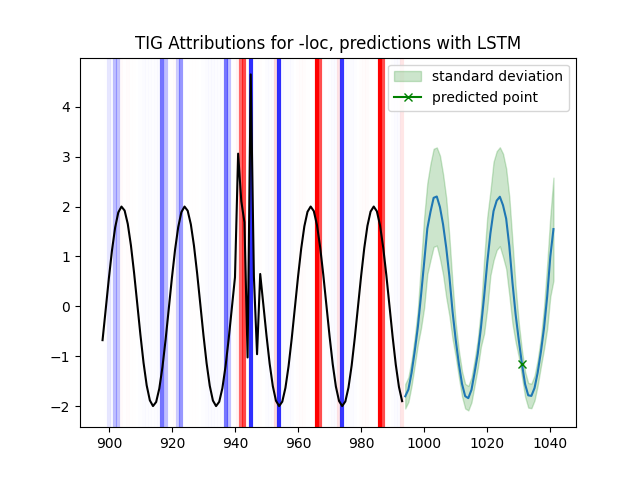 TIG Attributions for -loc, predictions with LSTM
standard deviation
predicted point
4
3
2
1
0
−1
−2
900 920 940 960 980 1000 1020 1040